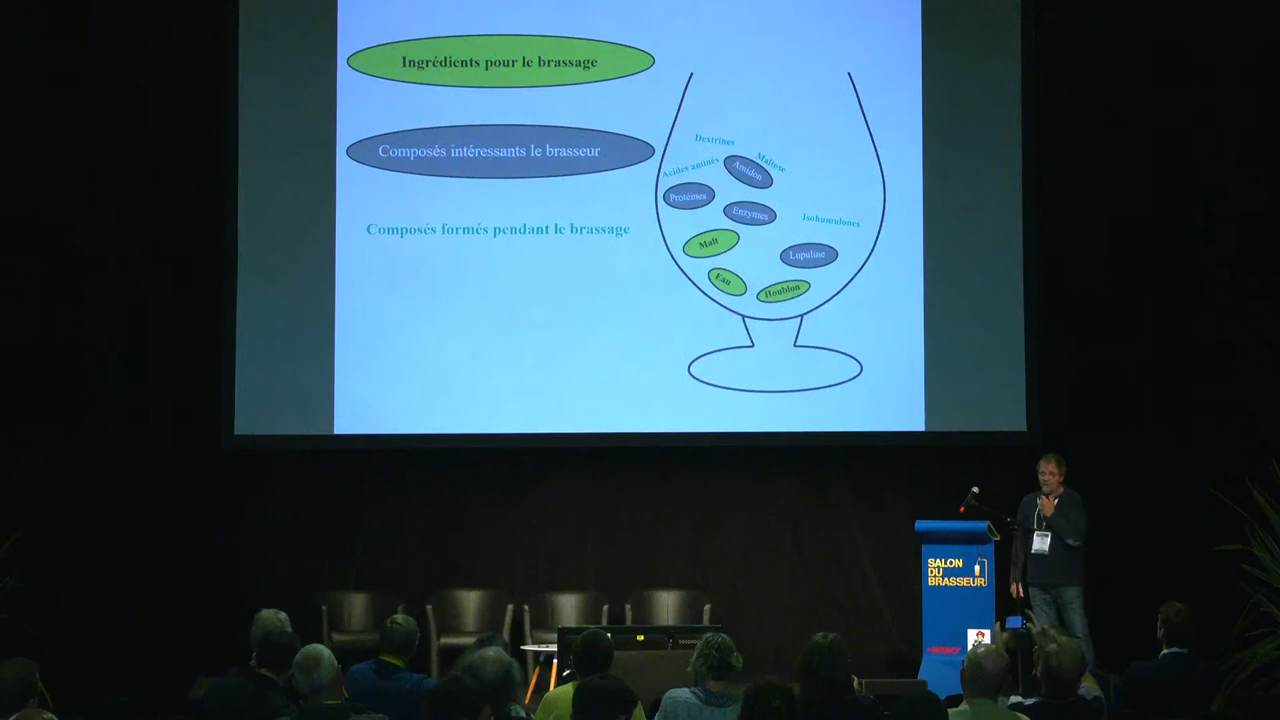 Ingrédients pour le brassage
Composés intéressants le brasseur
Composés formés pendant le brassage
Dextrines
Maltose
Acides aminés
Amidon
Protéines
Enzymes
Isohumulones
Malt
Lupuline
Eau
Houblon
SALON
DU
BRASSEUR